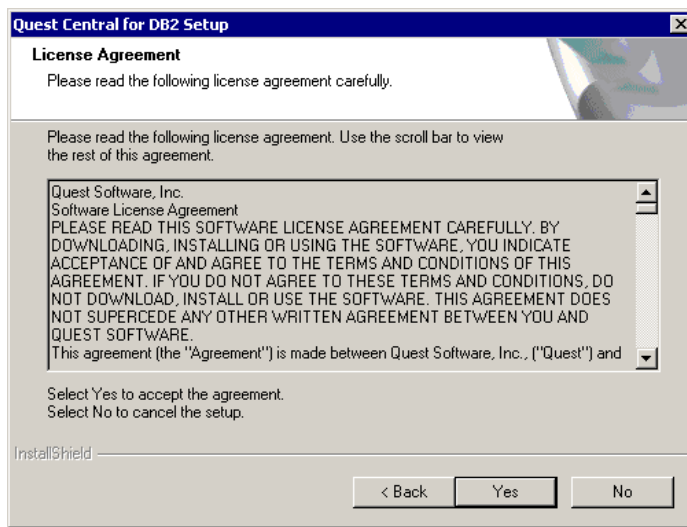 Quest Central for DB2 Setup
License Agreement
Please read the following license agreement carefully.
Please read the following license agreement. Use the scroll bar to view
the rest of this agreement.
Quest Software, Inc.
Software License Agreement
PLEASE READ THIS SOFTWARE LICENSE AGREEMENT CAREFULLY. BY
DOWNLOADING, INSTALLING OR USING THE SOFTWARE, YOU INDICATE
ACCEPTANCE OF AND AGREE TO THE TERMS AND CONDITIONS OF THIS
AGREEMENT. IF YOU DO NOT AGREE TO THESE TERMS AND CONDITIONS, DO
NOT DOWNLOAD, INSTALL OR USE THE SOFTWARE. THIS AGREEMENT DOES
NOT SUPERCEDE ANY OTHER WRITTEN AGREEMENT BETWEEN YOU AND
QUEST SOFTWARE.
This agreement (the "Agreement") is made between Quest Software, Inc., ("Quest") and
Select Yes to accept the agreement.
Select No to cancel the setup.
InstallShield
< Back
Yes
No